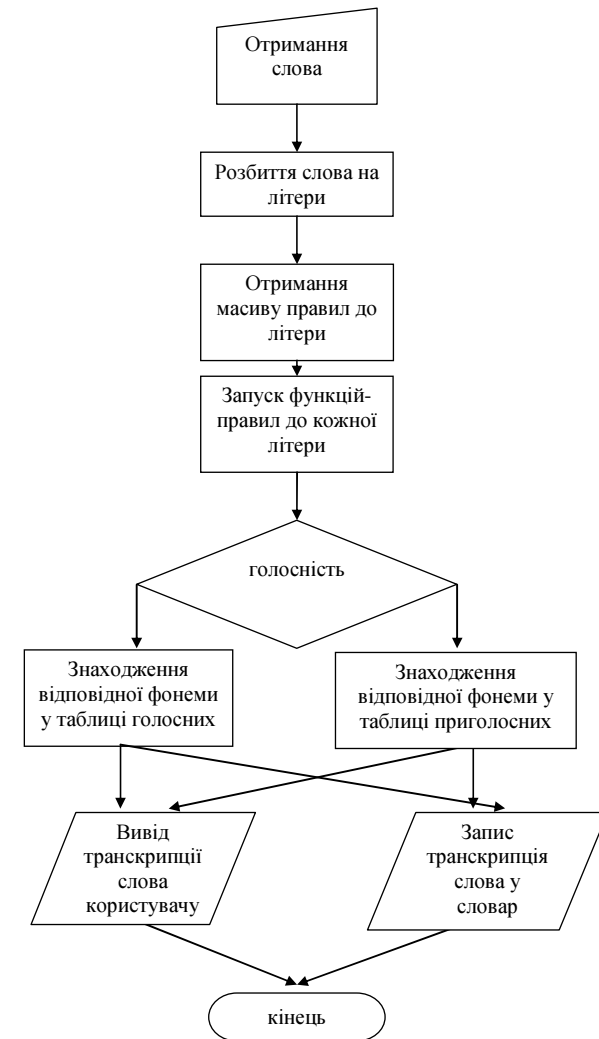 Отримання
слова
Розбиття слова на
літери
Отримання
масиву правил до
літери
Запуск функцій-
правил до кожної
літери
голосність
Знаходження
відповідної фонеми
у таблиці голосних
Знаходження
відповідної фонеми у
таблиці приголосних
Вивід
транскрипції
слова
користувачу
Запис
транскрипція
слова у
словар
кінець